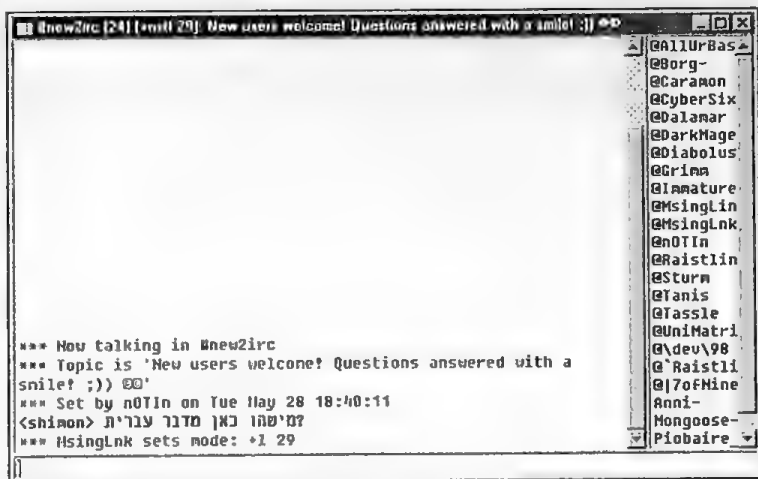 #new2irc [24] [+nstl 29]: New users welcome! Questions answered with a smile! ;)) ©©
@AllUrBas
@Borg-
@Caramon
@CyberSix
@Dalamar
@DarkMage
@Diabolus
@Grimm
@Immature
@MsingLin
@MsingLnk
@nOTIn
@Raistlin
@Sturm
@Tanis
@Tassle
@UniMatri
@\dev\98
@`Raistli
@|7ofNine
Anni-
Mongoose-
Piobaire_
*** Now talking in #new2irc
*** Topic is 'New users welcome! Questions answered with a
smile! ;)) ©©'
*** Set by nOTIn on Tue May 28 18:40:11
<shimon> מישהו כאן מדבר עברית?
*** MsingLnk sets mode: +l 29